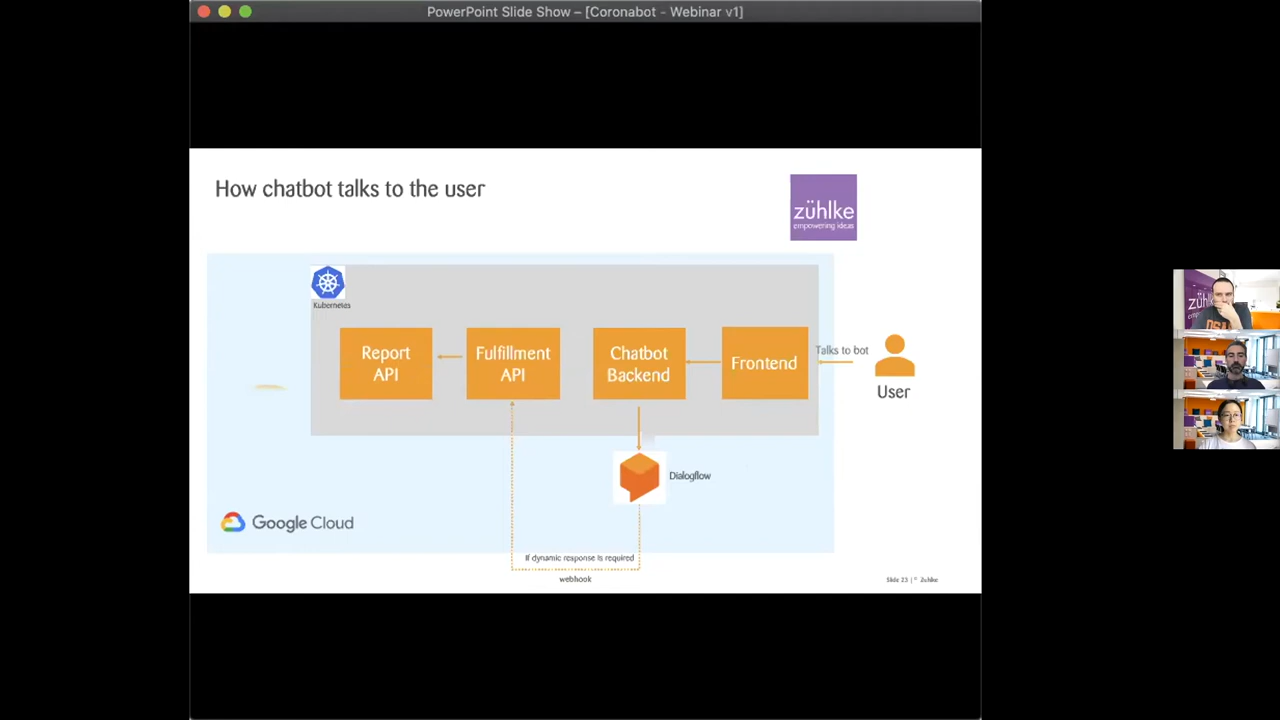 PowerPoint Slide Show – [Coronabot - Webinar v1]
How chatbot talks to the user
zühlke
empowering ideas
Kubernetes
Report
API
Fulfillment
API
Chatbot
Backend
Frontend
Talks to bot
User
Dialogflow
Google Cloud
If dynamic response is required
webhook
Slide 23 | © Zuhlke